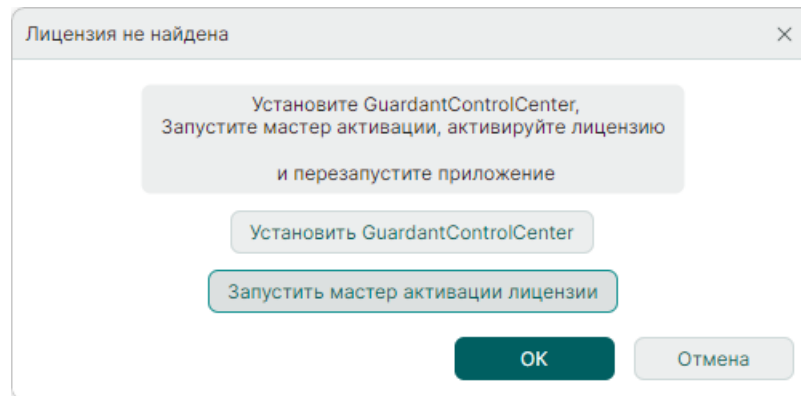 Лицензия не найдена
Установите GuardantControlCenter,
Запустите мастер активации, активируйте лицензию
и перезапустите приложение
Установить GuardantControlCenter
Запустить мастер активации лицензии
OK
Отмена